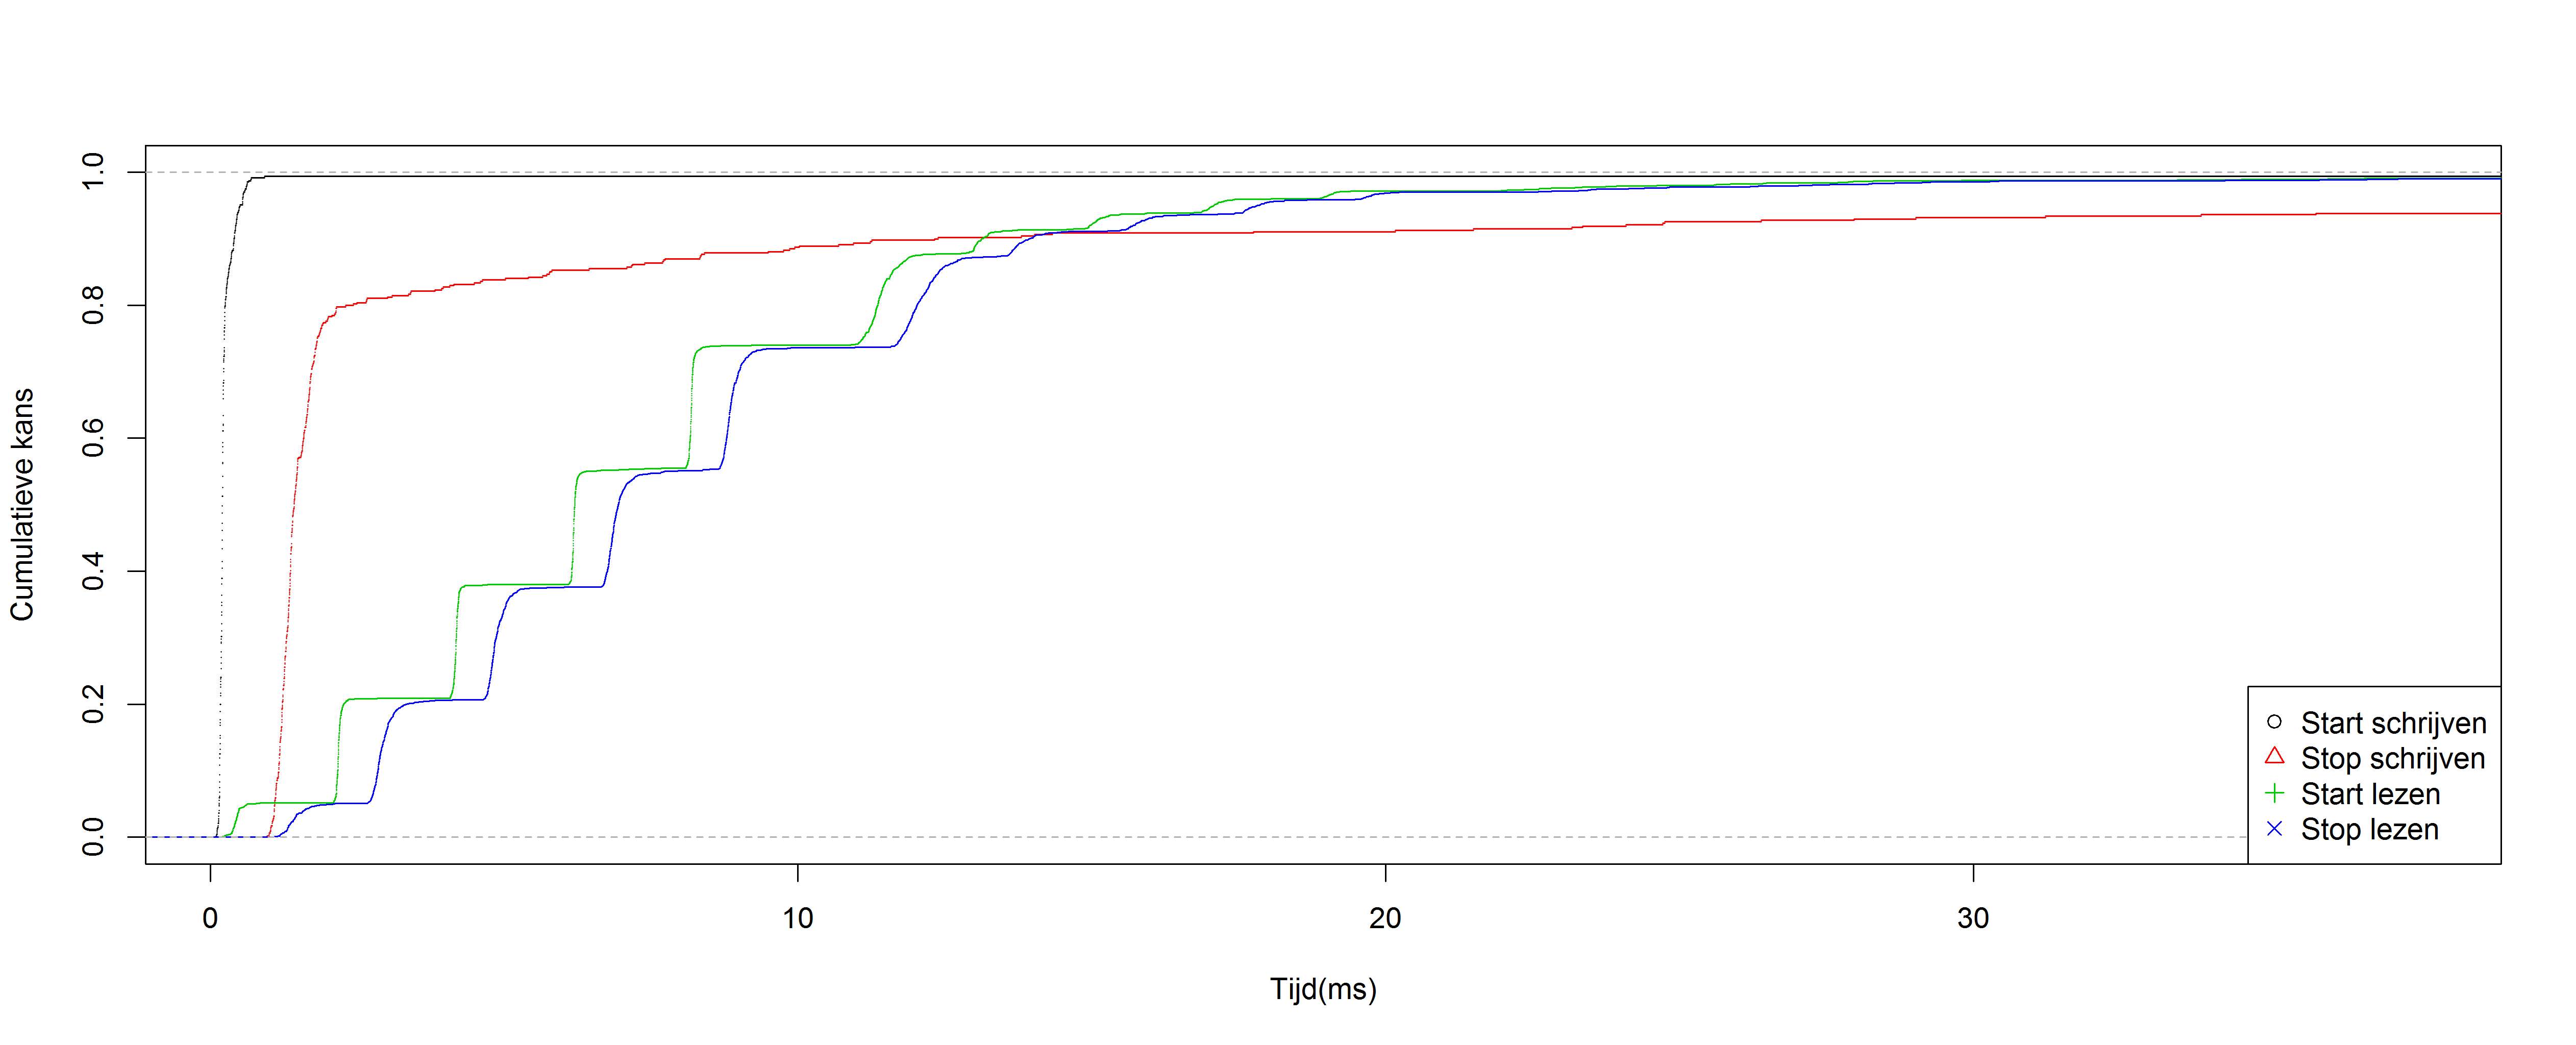 Cumulatieve kans
1.0
0.8
0.6
0.4
0.2
0.0
0 10 20 30
Tijd(ms)
Start schrijven
Stop schrijven
Start lezen
Stop lezen